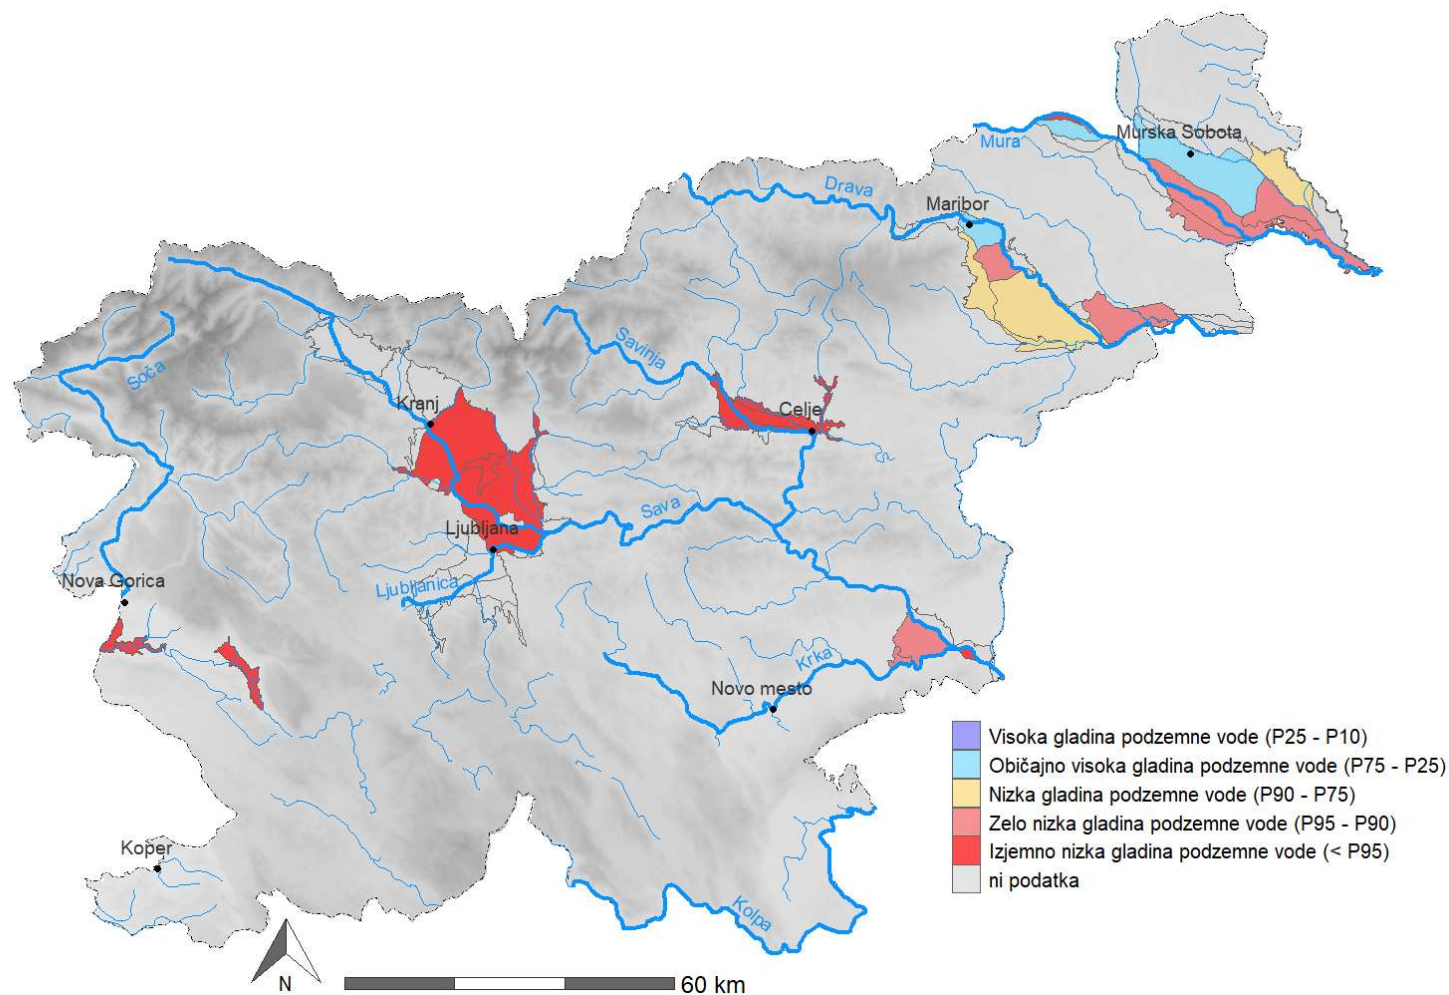 Murska Sobota
Mura
Drava
Maribor
Savinja
Soča
Kranj
Celje
Sava
Ljubljana
Nova Gorica
Ljubljanica
Krka
Novo mesto
Visoka gladina podzemne vode (P25 - P10)
Običajno visoka gladina podzemne vode (P75 - P25)
Nizka gladina podzemne vode (P90 - P75)
Zelo nizka gladina podzemne vode (P95 - P90)
Izjemno nizka gladina podzemne vode (< P95)
ni podatka
Koper
Kolpa
N
60 km